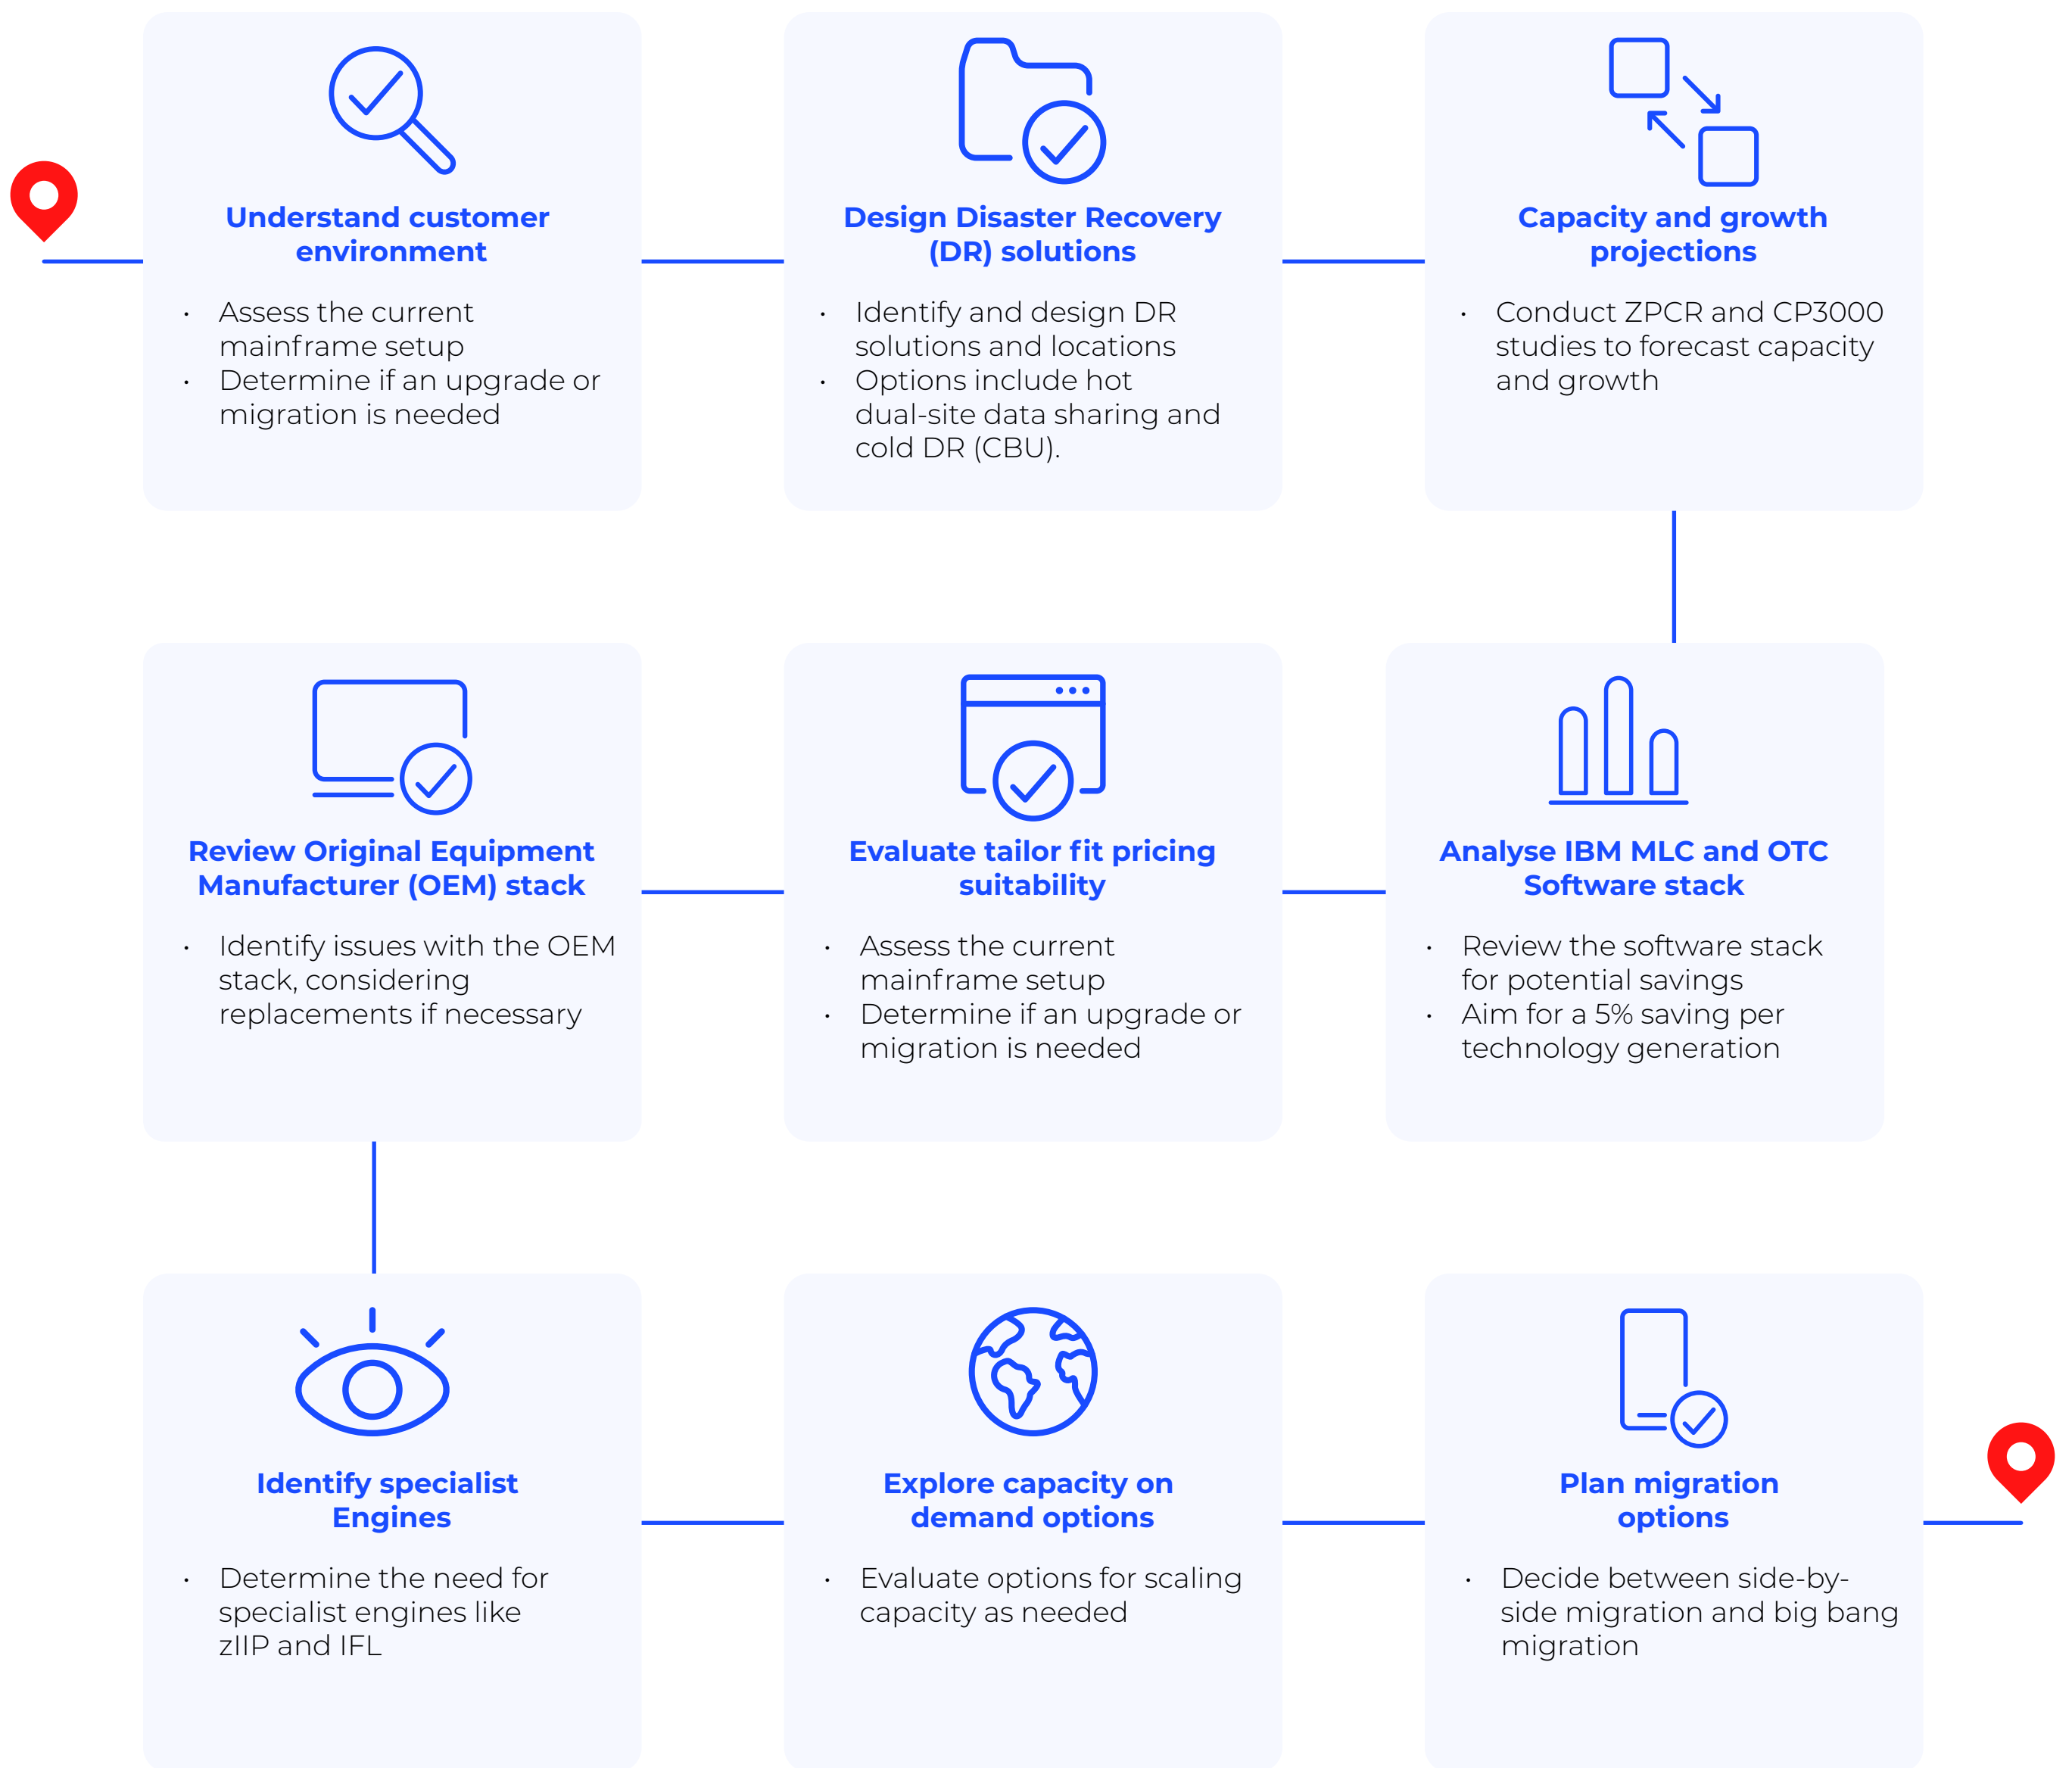 Understand customer
environment
• Assess the current
mainframe setup
• Determine if an upgrade or
migration is needed
Design Disaster Recovery
(DR) solutions
• Identify and design DR
solutions and locations
• Options include hot
dual-site data sharing and
cold DR (CBU).
Capacity and growth
projections
• Conduct ZPCR and CP3000
studies to forecast capacity
and growth
Analyse IBM MLC and OTC
Software stack
• Review the software stack
for potential savings
• Aim for a 5% saving per
technology generation
Evaluate tailor fit pricing
suitability
• Assess the current
mainframe setup
• Determine if an upgrade or
migration is needed
Review Original Equipment
Manufacturer (OEM) stack
• Identify issues with the OEM
stack, considering
replacements if necessary
Identify specialist
Engines
• Determine the need for
specialist engines like
zIIP and IFL
Explore capacity on
demand options
• Evaluate options for scaling
capacity as needed
Plan migration
options
• Decide between side-by-
side migration and big bang
migration